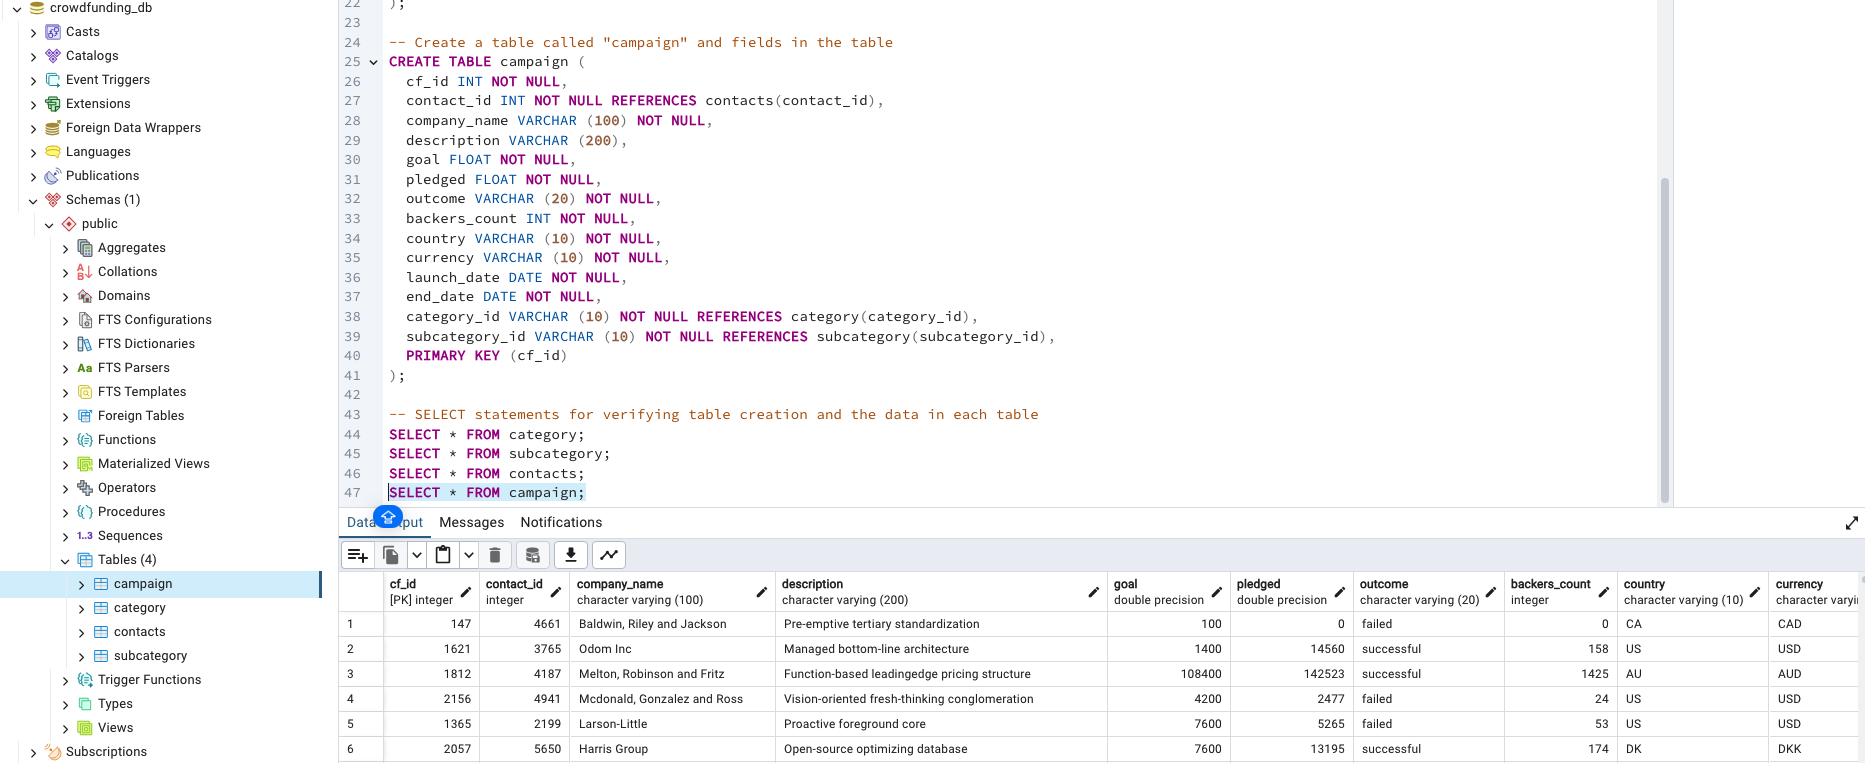 crowdfunding_db
Casts
Catalogs
Event Triggers
Extensions
Foreign Data Wrappers
Languages
Publications
Schemas (1)
public
Aggregates
Collations
Domains
FTS Configurations
FTS Dictionaries
Aa FTS Parsers
FTS Templates
Foreign Tables
Functions
Materialized Views
Operators
Procedures
1..3 Sequences
Tables (4)
campaign
category
contacts
subcategory
Trigger Functions
Types
Views
Subscriptions
22 );
23
24 -- Create a table called "campaign" and fields in the table
25 CREATE TABLE campaign (
26 cf_id INT NOT NULL,
27 contact_id INT NOT NULL REFERENCES contacts(contact_id),
28 company_name VARCHAR (100) NOT NULL,
29 description VARCHAR (200),
30 goal FLOAT NOT NULL,
31 pledged FLOAT NOT NULL,
32 outcome VARCHAR (20) NOT NULL,
33 backers_count INT NOT NULL,
34 country VARCHAR (10) NOT NULL,
35 currency VARCHAR (10) NOT NULL,
36 launch_date DATE NOT NULL,
37 end_date DATE NOT NULL,
38 category_id VARCHAR (10) NOT NULL REFERENCES category(category_id),
39 subcategory_id VARCHAR (10) NOT NULL REFERENCES subcategory(subcategory_id),
40 PRIMARY KEY (cf_id)
41 );
42
43 -- SELECT statements for verifying table creation and the data in each table
44 SELECT * FROM category;
45 SELECT * FROM subcategory;
46 SELECT * FROM contacts;
47 SELECT * FROM campaign;
Data Messages Notifications
cf_id contact_id company_name description goal pledged outcome backers_count country currency
[PK] integer integer character varying (100) character varying (200) double precision double precision character varying (20) integer character varying (10) character
1 147 4661 Baldwin, Riley and Jackson Pre-emptive tertiary standardization 100 0 failed 0 CA CAD
2 1621 3765 Odom Inc Managed bottom-line architecture 1400 14560 successful 158 US USD
3 1812 4187 Melton, Robinson and Fritz Function-based leadingedge pricing structure 108400 142523 successful 1425 AU AUD
4 2156 4941 Mcdonald, Gonzalez and Ross Vision-oriented fresh-thinking conglomeration 4200 2477 failed 24 US USD
5 1365 2199 Larson-Little Proactive foreground core 7600 5265 failed 53 US USD
6 2057 5650 Harris Group Open-source optimizing database 7600 13195 successful 174 DK DKK